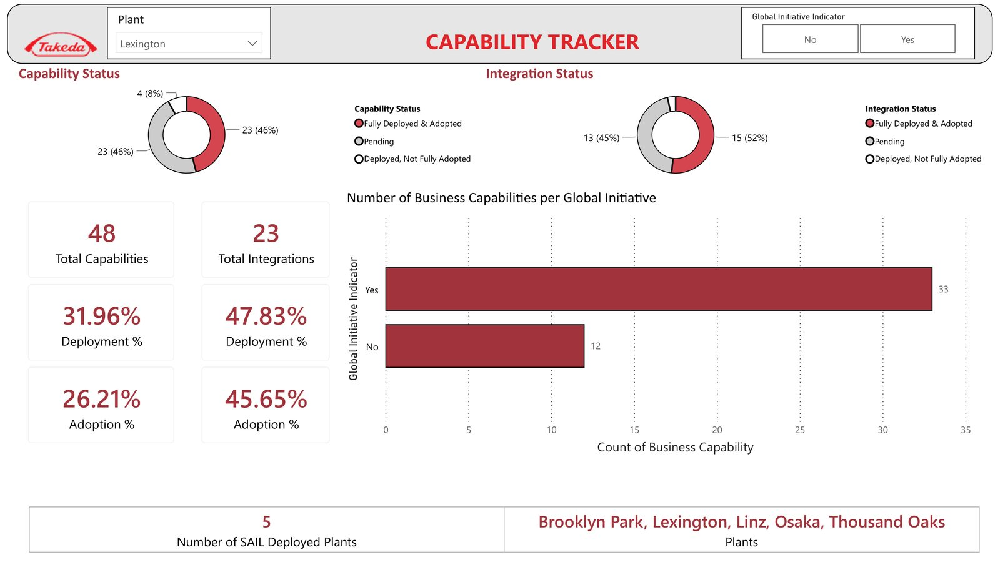 Takeda
Plant
Lexington
CAPABILITY TRACKER
Global Initiative Indicator
No
Yes
Capability Status
4 (8%)
23 (46%)
23 (46%)
Capability Status
Fully Deployed & Adopted
Pending
Deployed, Not Fully Adopted
Integration Status
13 (45%)
15 (52%)
Integration Status
Fully Deployed & Adopted
Pending
Deployed, Not Fully Adopted
48
Total Capabilities
23
Total Integrations
31.96%
Deployment %
47.83%
Deployment %
26.21%
Adoption %
45.65%
Adoption %
Number of Business Capabilities per Global Initiative
Global Initiative Indicator
Yes
33
No
12
0 5 10 15 20 25 30 35
Count of Business Capability
5
Number of SAIL Deployed Plants
Brooklyn Park, Lexington, Linz, Osaka, Thousand Oaks
Plants